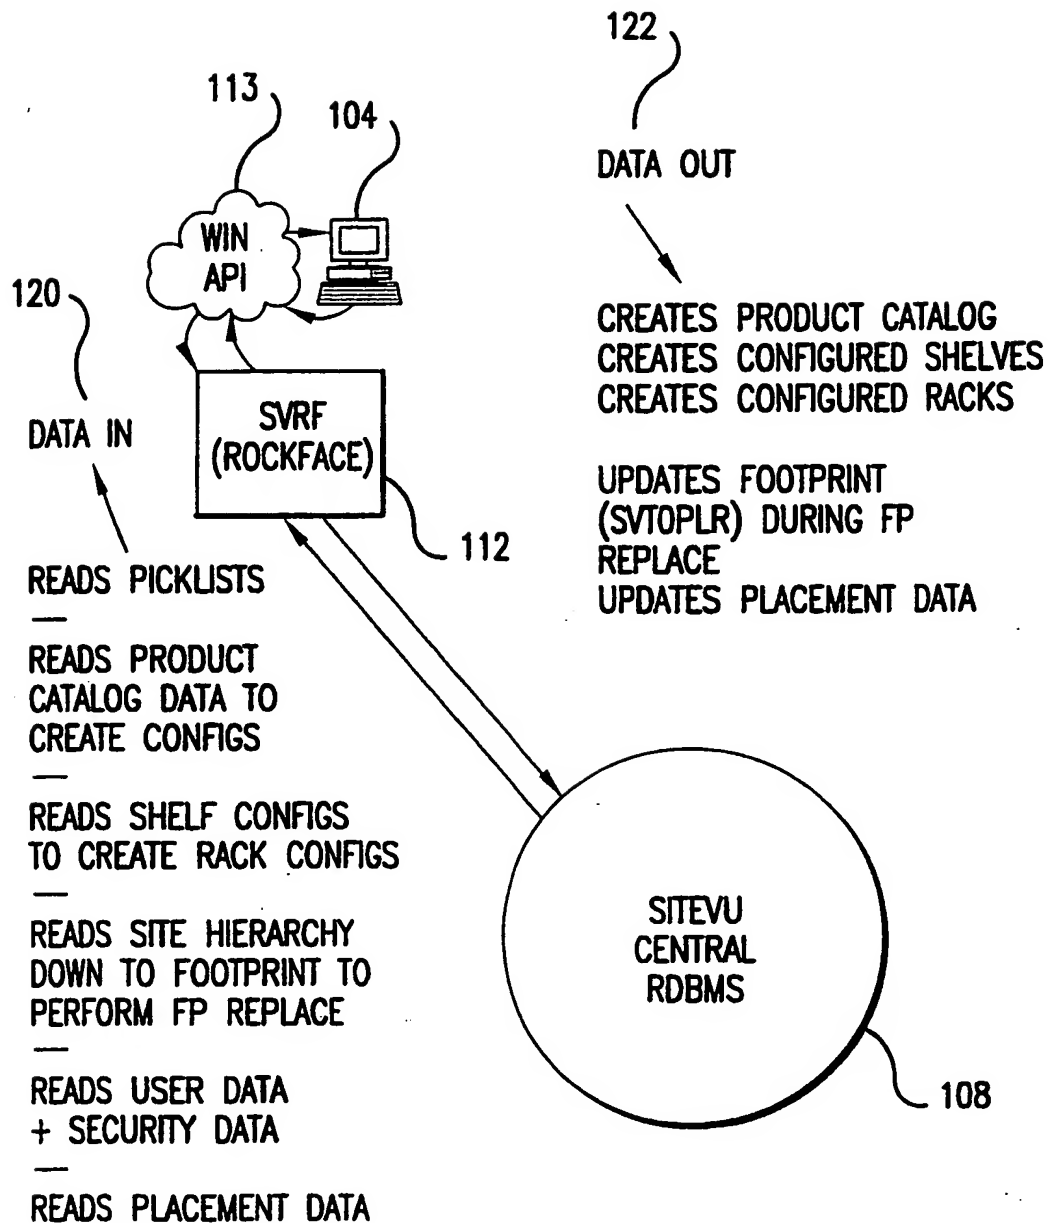 122
113
104
DATA OUT
WIN
API
120
CREATES PRODUCT CATALOG
CREATES CONFIGURED SHELVES
CREATES CONFIGURED RACKS
SVRF
(ROCKFACE)
DATA IN
UPDATES FOOTPRINT
(SVTOPLR) DURING FP
REPLACE
UPDATES PLACEMENT DATA
112
READS PICKLISTS
READS PRODUCT
CATALOG DATA TO
CREATE CONFIGS
READS SHELF CONFIGS
TO CREATE RACK CONFIGS
READS SITE HIERARCHY
DOWN TO FOOTPRINT TO
PERFORM FP REPLACE
READS USER DATA
+ SECURITY DATA
READS PLACEMENT DATA
SITEVU
CENTRAL
RDBMS
108